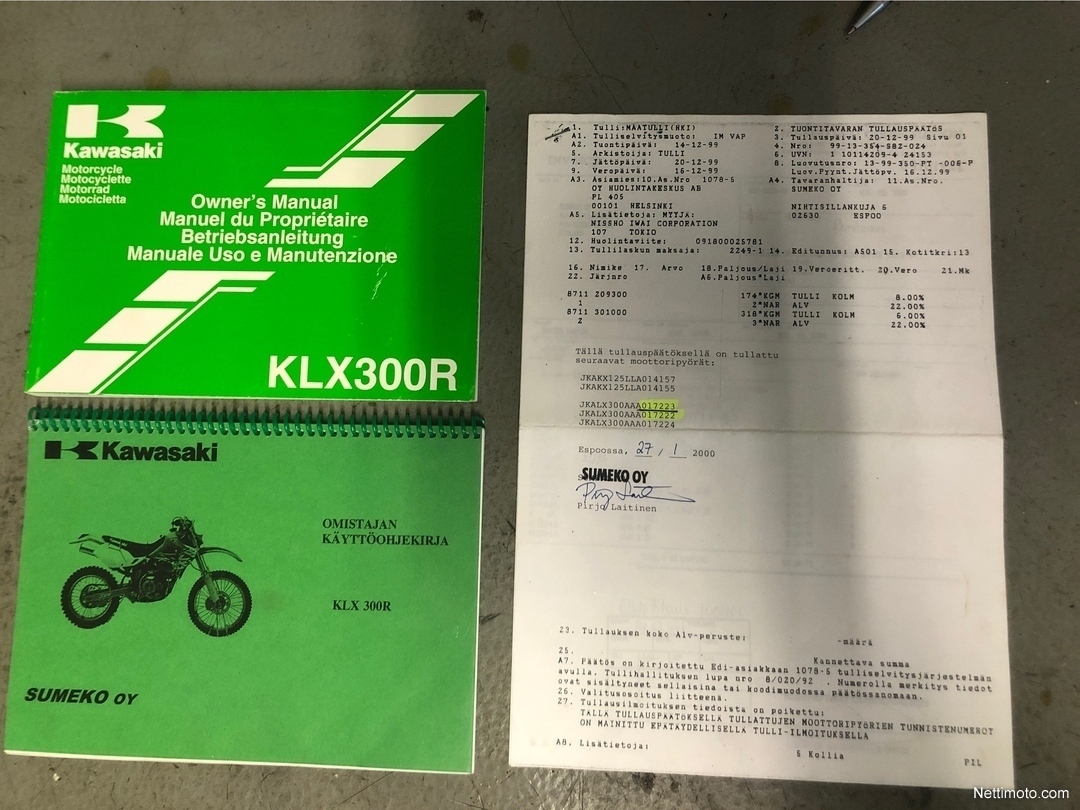 Kawasaki
Motorcycle
Motocyclette
Motorrad
Motocicletta
Owner's Manual
Manuel du Propriétaire
Betriebsanleitung
Manuale Uso e Manutenzione
KLX300R
Kawasaki
OMISTAJAN
KÄYTTÖOHJEKIRJA
KLX 300R
SUMEKO OY
1. Tulli:MAATULLI(HKI) 2. TUONTITAVARAN TULLAUSPÄÄTöS
A1. Tulliselvitysmuoto: IM VAP 3. Tullauspäivä: 20-12-99 Sivu 01
A2. Tuontipäivä: 14-12-99 4. Nro: 99-13-354-582-024
5. Arkistoija: TULLI 6. UVN: 1 10114209-4 24153
7. Jättöpäivä: 20-12-99 8. Luovutusnro: 13-99-350-PT -006-P
9. Veropäivä: 16-12-99 Luov.Pyynt.Jättöpv. 16.12.99
A3. Asiamies:10.As.Nro 1078-5 A4. Tavaranhaltija: 11.As.Nro.
OY HUOLINTAKESKUS AB SUMEKO OY
PL 405
00101 HELSINKI NIHTISILLANKUJA 6
A5. Lisätietoja: MYYJÄ: 02630 ESPOO
NISSHO IWAI CORPORATION
107 TOKIO
12. Huolintaviite: 091800025781
13. Tullilaskun maksaja: 2249-1 14. Editunnus: A501 15. Kotitkri:13
16. Nimike 17. Arvo 18.Paljous/Laji 19.Veroeritt. 20.Vero 21.Mk
22. Järjnro A6.Paljous*Laji
8711 209300 174*KGM TULLI KOLM 8.00%
1 2*NAR ALV 22.00%
8711 301000 318*KGM TULLI KOLM 6.00%
2 3*NAR ALV 22.00%
Tällä tullauspäätöksellä on tullattu
seuraavat moottoripyörät:
JKAKX125LLA014157
JKAKX125LLA014155
JKALX300AAA017223
JKALX300AAA017222
JKALX300AAA017224
Espoossa, 27 / 1 2000
SUMEKO OY
Pirjo Laitinen
23. Tullauksen koko Alv-peruste: -määrä
25. Kannettava summa
A7. Päätös on kirjoitettu Edi-asiakkaan 1078-5 tulliselvitysjärjestelmän
avulla. Tullihallituksen lupa nro 8/020/92 . Numerolla merkityt tiedot
ovat sisältyneet sellaisina tai koodimuodossa päätössanomaan.
26. Valitusosoitus liitteenä.
27. Tullausilmoituksen tiedoista on poikettu:
TÄLLÄ TULLAUSPÄÄTöKSELLÄ TULLATTUJEN MOOTTORIPYöRIEN TUNNISTENUMEROT
ON MAINITTU EPÄTÄYDELLISELLÄ TULLI-ILMOITUKSELLA
A8. Lisätietoja: 5 Kollia PIL
Nettimoto.com